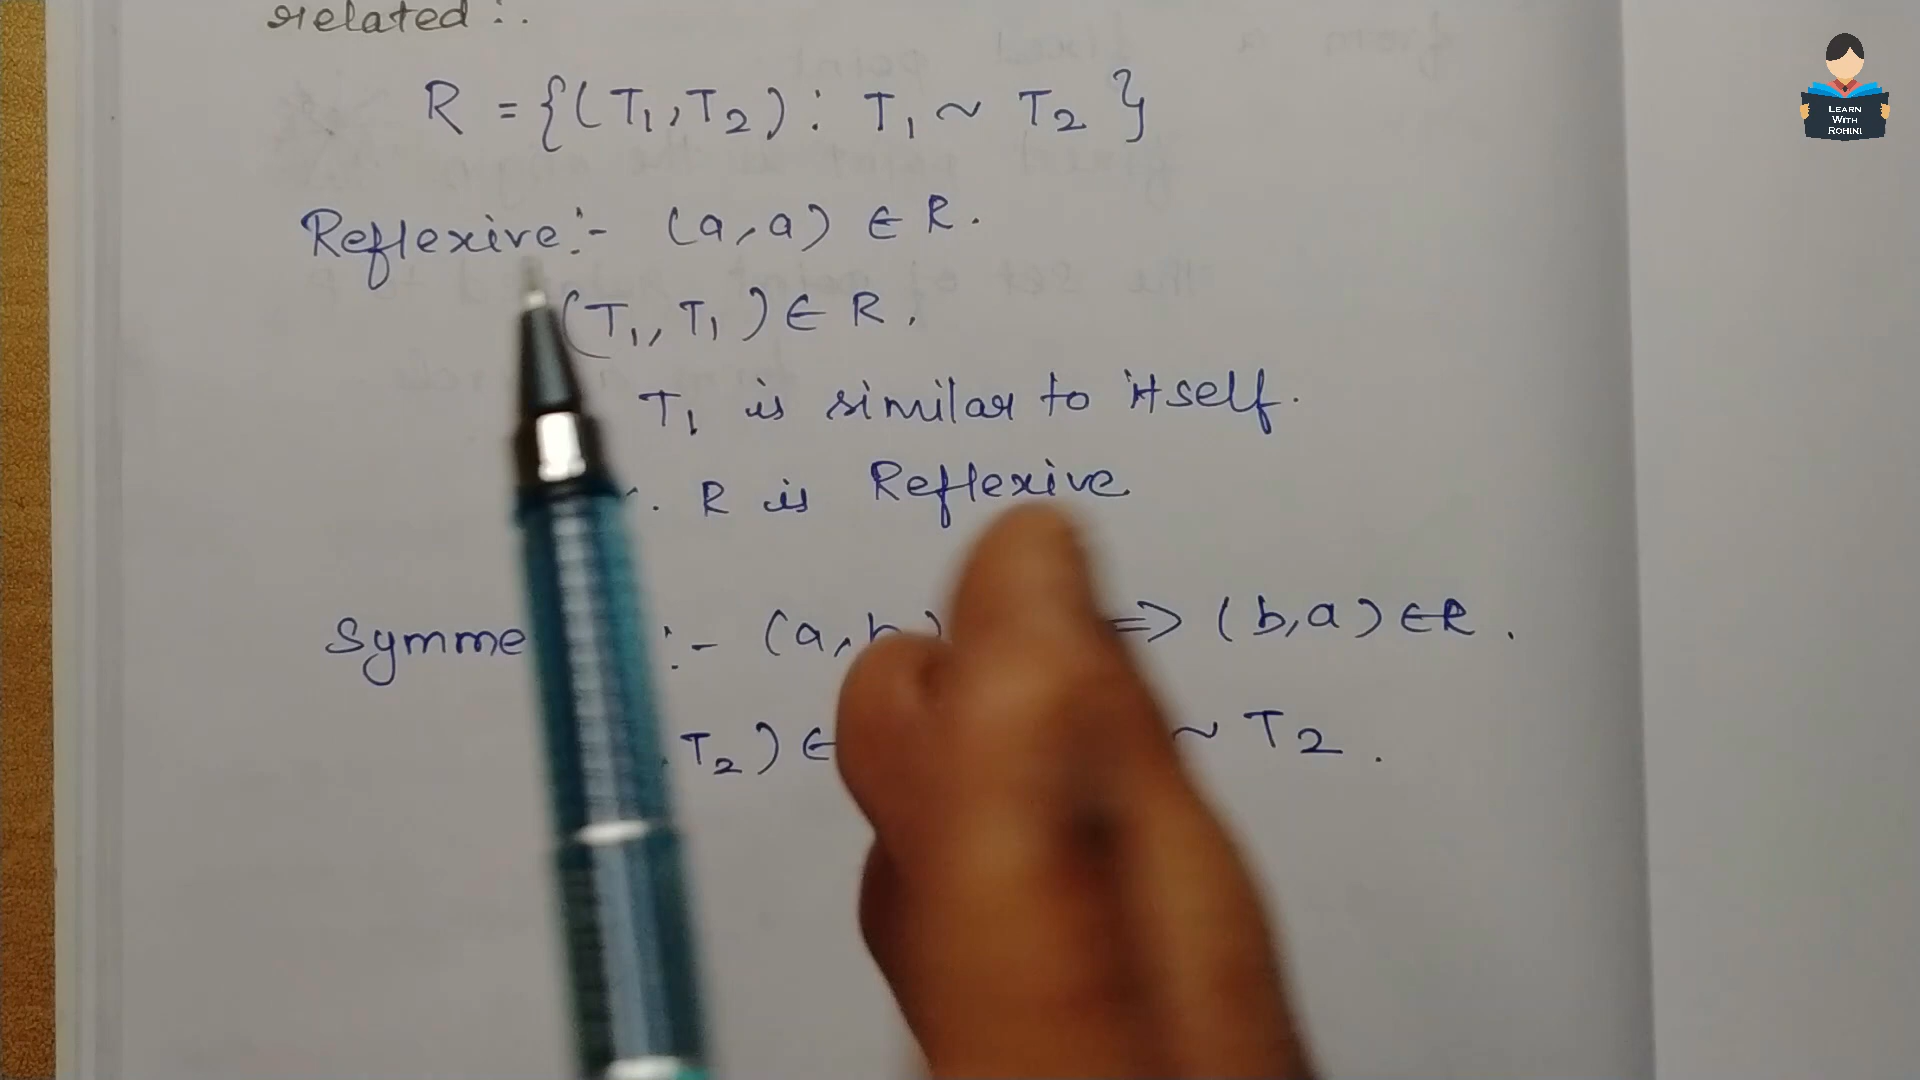 related :.
R = {(T1, T2) : T1 ~ T2 }
Reflexive :- (a, a) ∈ R.
(T1, T1) ∈ R.
T1 is similar to itself.
R is Reflexive
:- (a, ⇒ (b, a) ∈ R.
T2) ∈ ~ T2.
LEARN
WITH
ROHINI